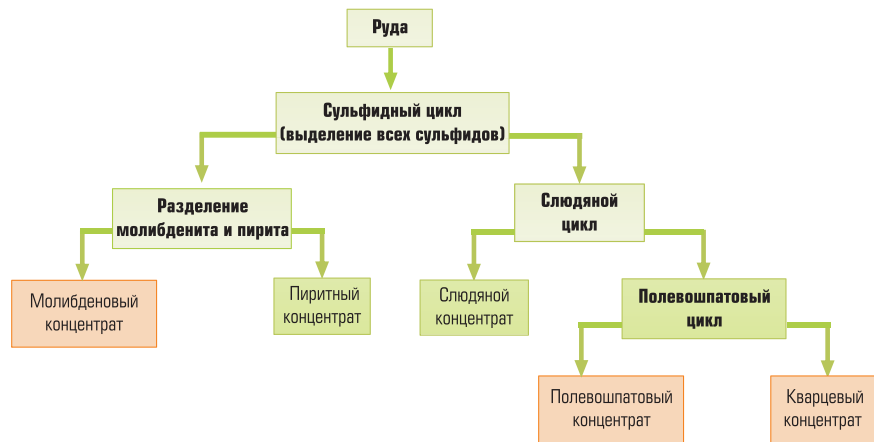 Руда
Сульфидный цикл
(выделение всех сульфидов)
Разделение
молибденита и пирита
Слюдяной
цикл
Молибденовый
концентрат
Пиритный
концентрат
Слюдяной
концентрат
Полевошпатовый
цикл
Полевошпатовый
концентрат
Кварцевый
концентрат